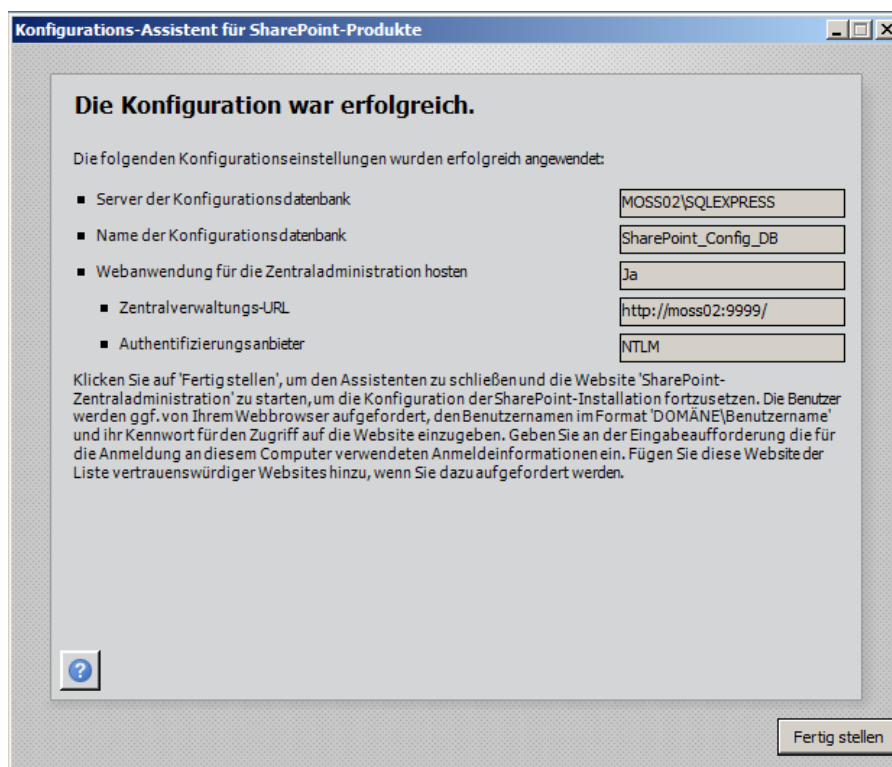 Konfigurations-Assistent für SharePoint-Produkte
Die Konfiguration war erfolgreich.
Die folgenden Konfigurationseinstellungen wurden erfolgreich angewendet:
Server der Konfigurationsdatenbank
MOSS02\SQLEXPRESS
Name der Konfigurationsdatenbank
SharePoint_Config_DB
Webanwendung für die Zentraladministration hosten
Ja
Zentralverwaltungs-URL
http://moss02:9999/
Authentifizierungsanbieter
NTLM
Klicken Sie auf 'Fertig stellen', um den Assistenten zu schließen und die Website 'SharePoint-
Zentraladministration' zu starten, um die Konfiguration der SharePoint-Installation fortzusetzen. Die Benutzer
werden ggf. von Ihrem Webbrowser aufgefordert, den Benutzernamen im Format 'DOMÄNE\Benutzername'
und ihr Kennwort für den Zugriff auf die Website einzugeben. Geben Sie an der Eingabeaufforderung die für
die Anmeldung an diesem Computer verwendeten Anmeldeinformationen ein. Fügen Sie diese Website der
Liste vertrauenswürdiger Websites hinzu, wenn Sie dazu aufgefordert werden.
?
Fertig stellen